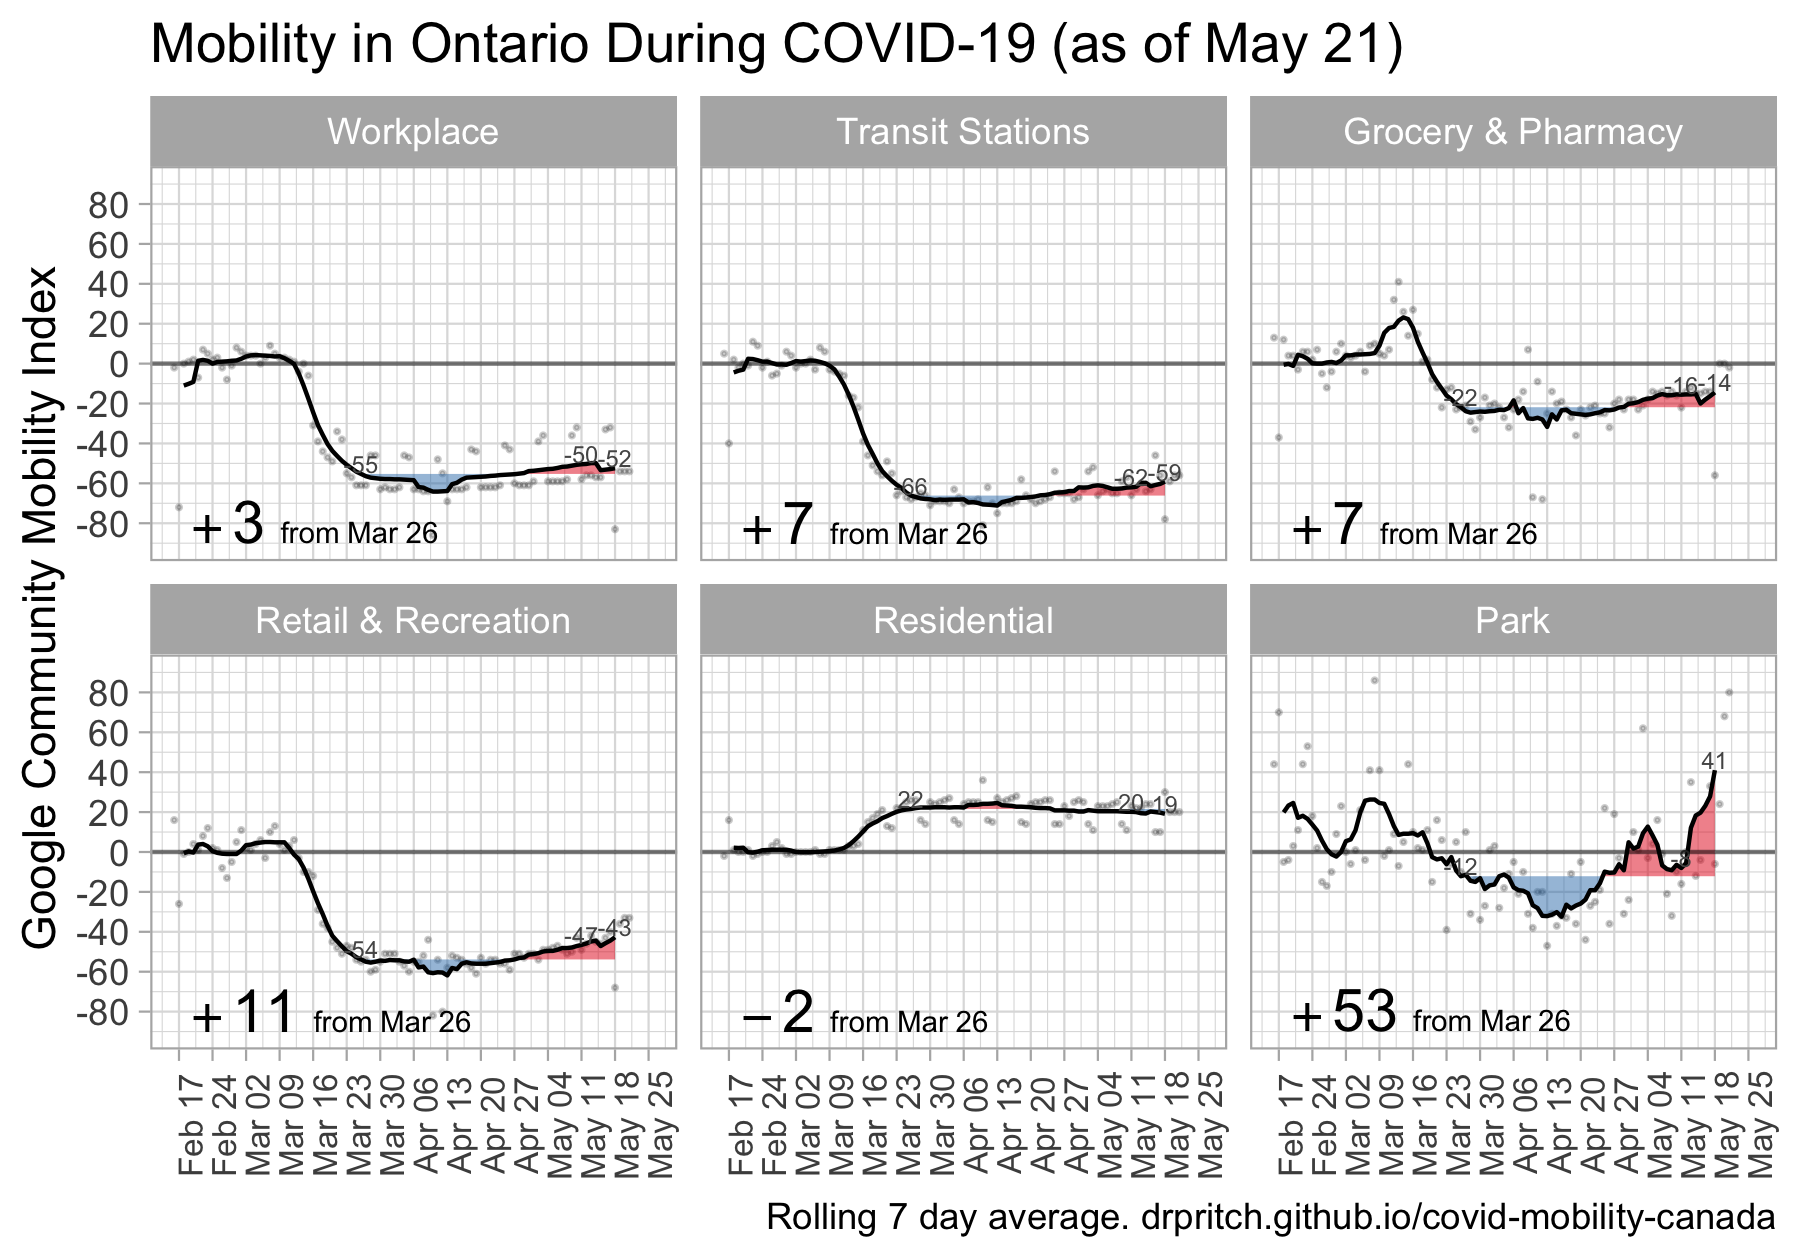 Mobility in Ontario During COVID-19 (as of May 21)
Google Community Mobility Index
Workplace
80
60
40
20
0
-20
-40
-60
-80
-55
-50
-52
+3 from Mar 26
Transit Stations
-66
-62
-59
+7 from Mar 26
Grocery & Pharmacy
-22
-16
-14
+7 from Mar 26
Retail & Recreation
80
60
40
20
0
-20
-40
-60
-80
-54
-47
-43
+11 from Mar 26
Residential
22
20
19
−2 from Mar 26
Park
-12
-8
41
+53 from Mar 26
Feb 17
Feb 24
Mar 02
Mar 09
Mar 16
Mar 23
Mar 30
Apr 06
Apr 13
Apr 20
Apr 27
May 04
May 11
May 18
May 25
Feb 17
Feb 24
Mar 02
Mar 09
Mar 16
Mar 23
Mar 30
Apr 06
Apr 13
Apr 20
Apr 27
May 04
May 11
May 18
May 25
Feb 17
Feb 24
Mar 02
Mar 09
Mar 16
Mar 23
Mar 30
Apr 06
Apr 13
Apr 20
Apr 27
May 04
May 11
May 18
May 25
Rolling 7 day average. drpritch.github.io/covid-mobility-canada